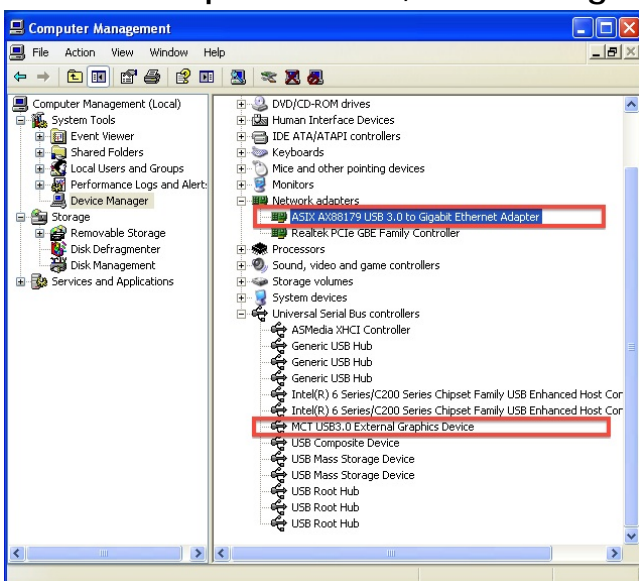 Computer Management
File Action View Window Help
Computer Management (Local)
System Tools
Event Viewer
Shared Folders
Local Users and Groups
Performance Logs and Alert:
Device Manager
Storage
Removable Storage
Disk Defragmenter
Disk Management
Services and Applications
DVD/CD-ROM drives
Human Interface Devices
IDE ATA/ATAPI controllers
Keyboards
Mice and other pointing devices
Monitors
Network adapters
ASIX AX88179 USB 3.0 to Gigabit Ethernet Adapter
Realtek PCIe GBE Family Controller
Processors
Sound, video and game controllers
Storage volumes
System devices
Universal Serial Bus controllers
ASMedia XHCI Controller
Generic USB Hub
Generic USB Hub
Generic USB Hub
Intel(R) 6 Series/C200 Series Chipset Family USB Enhanced Host Cor
Intel(R) 6 Series/C200 Series Chipset Family USB Enhanced Host Cor
MCT USB3.0 External Graphics Device
USB Composite Device
USB Mass Storage Device
USB Mass Storage Device
USB Root Hub
USB Root Hub
USB Root Hub